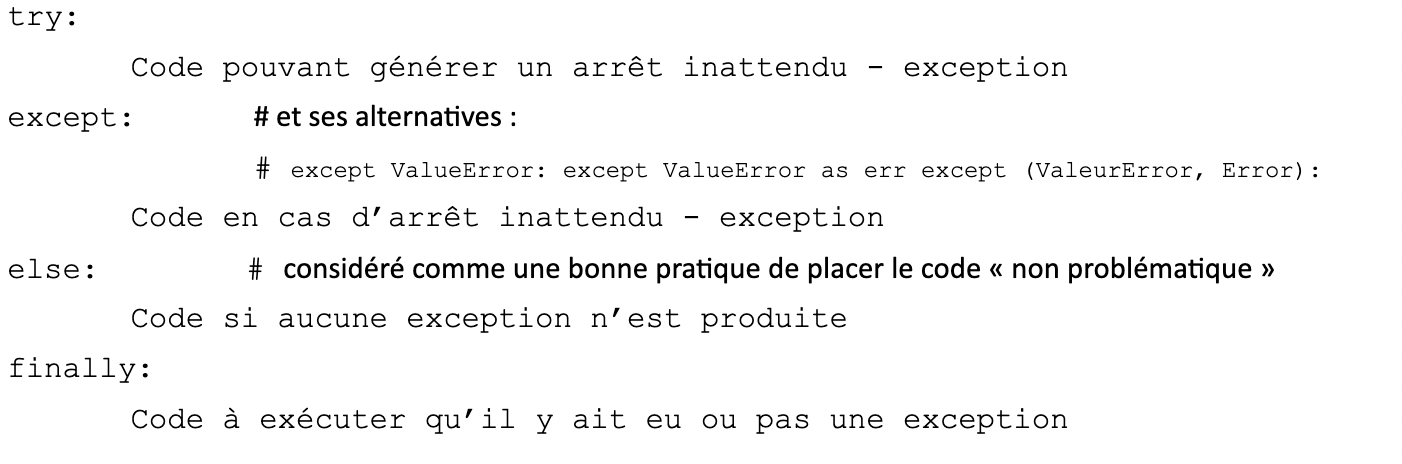 try:
Code pouvant générer un arrêt inattendu - exception
except: # et ses alternatives :
# except ValueError: except ValueError as err except (ValeurError, Error):
Code en cas d’arrêt inattendu - exception
else: # considéré comme une bonne pratique de placer le code « non problématique »
Code si aucune exception n’est produite
finally:
Code à exécuter qu’il y ait eu ou pas une exception